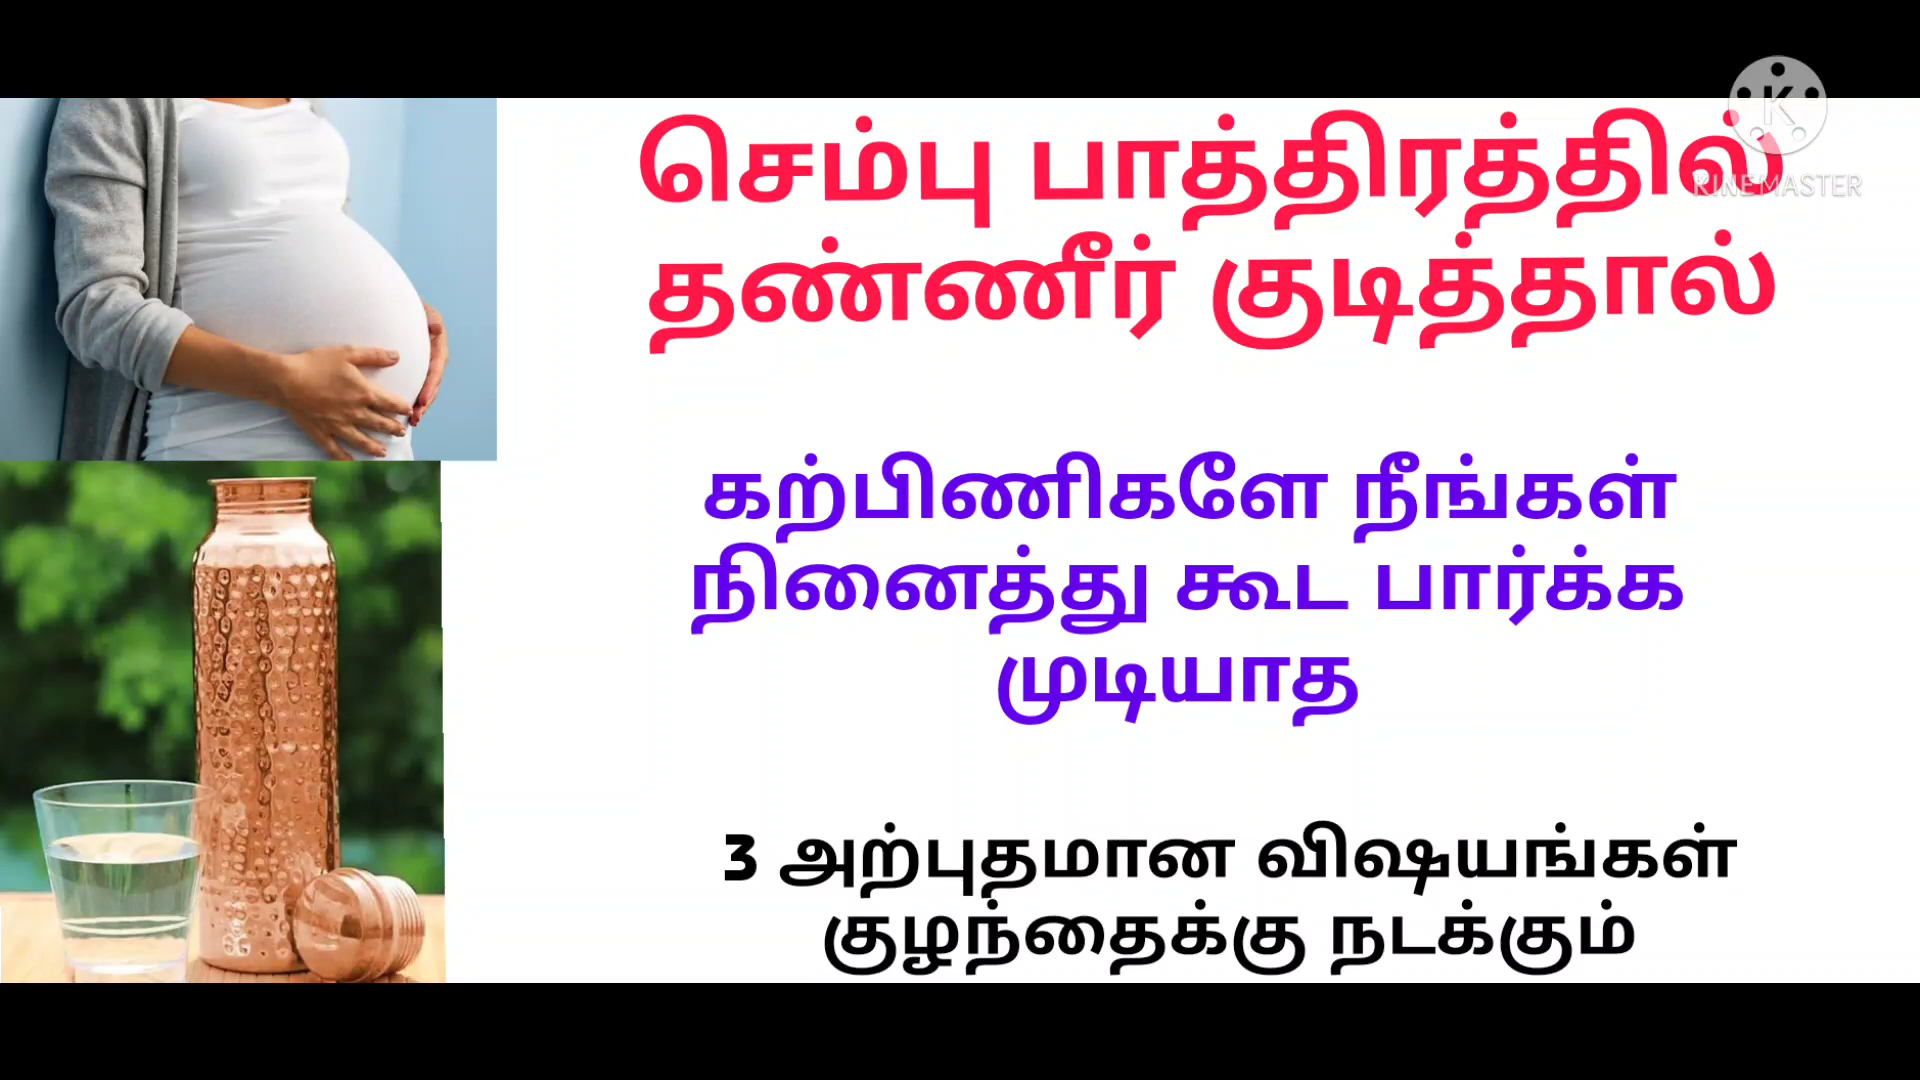 செம்பு பாத்திரத்தில்
தண்ணீர் குடித்தால்
கற்பிணிகளே நீங்கள்
நினைத்து கூட பார்க்க
முடியாத
3 அற்புதமான விஷயங்கள்
குழந்தைக்கு நடக்கும்
K
KINEMASTER